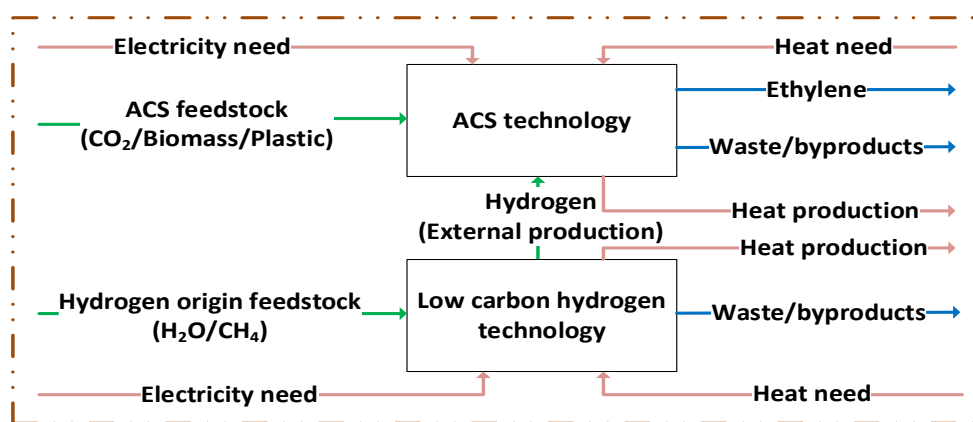 Electricity need
Heat need
ACS feedstock
(CO₂/Biomass/Plastic)
ACS technology
Ethylene
Waste/byproducts
Hydrogen
(External production)
Heat production
Heat production
Hydrogen origin feedstock
(H₂O/CH₄)
Low carbon hydrogen
technology
Waste/byproducts
Electricity need
Heat need